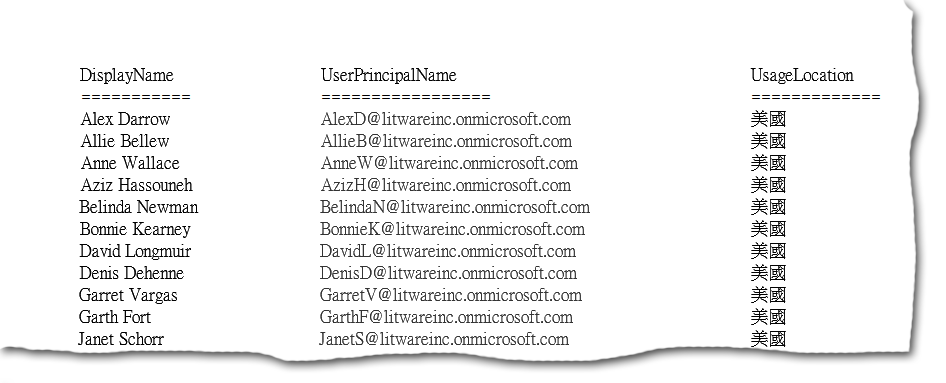 DisplayName UserPrincipalName UsageLocation
=========== ================= =============
Alex Darrow AlexD@litwareinc.onmicrosoft.com 美國
Allie Bellew AllieB@litwareinc.onmicrosoft.com 美國
Anne Wallace AnneW@litwareinc.onmicrosoft.com 美國
Aziz Hassouneh AzizH@litwareinc.onmicrosoft.com 美國
Belinda Newman BelindaN@litwareinc.onmicrosoft.com 美國
Bonnie Kearney BonnieK@litwareinc.onmicrosoft.com 美國
David Longmuir DavidL@litwareinc.onmicrosoft.com 美國
Denis Dehenne DenisD@litwareinc.onmicrosoft.com 美國
Garret Vargas GarretV@litwareinc.onmicrosoft.com 美國
Garth Fort GarthF@litwareinc.onmicrosoft.com 美國
Janet Schorr JanetS@litwareinc.onmicrosoft.com 美國